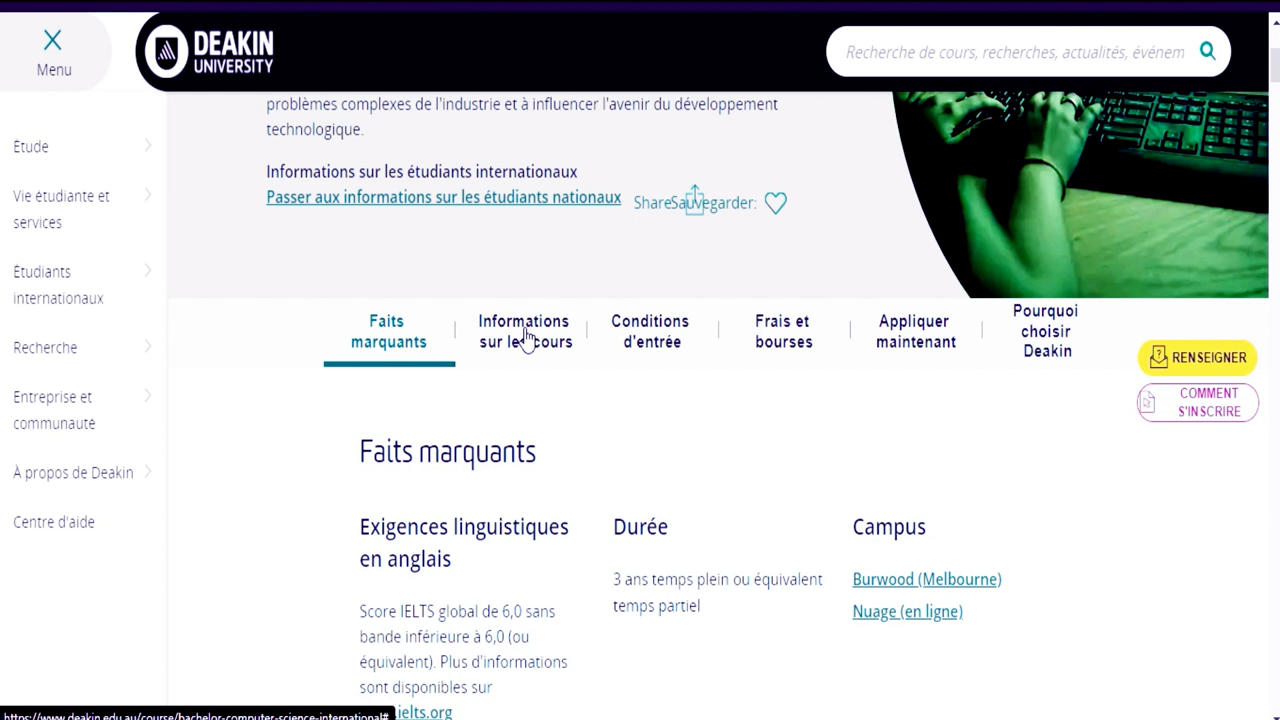 Menu
DEAKIN
UNIVERSITY
Recherche de cours, recherches, actualités, événem
problèmes complexes de l'industrie et à influencer l'avenir du développement
technologique.
Informations sur les étudiants internationaux
Passer aux informations sur les étudiants nationaux
ShareSauvegarder:
Étude
Vie étudiante et
services
Étudiants
internationaux
Recherche
Entreprise et
communauté
À propos de Deakin
Centre d'aide
Faits
marquants
Informations
sur les cours
Conditions
d'entrée
Frais et
bourses
Appliquer
maintenant
Pourquoi
choisir
Deakin
RENSEIGNER
COMMENT
S'INSCRIRE
Faits marquants
Exigences linguistiques
en anglais
Score IELTS global de 6,0 sans
bande inférieure à 6,0 (ou
équivalent). Plus d'informations
sont disponibles sur
ielts.org
Durée
3 ans temps plein ou équivalent
temps partiel
Campus
Burwood (Melbourne)
Nuage (en ligne)
https://www.deakin.edu.au/course/bachelor-computer-science-international#